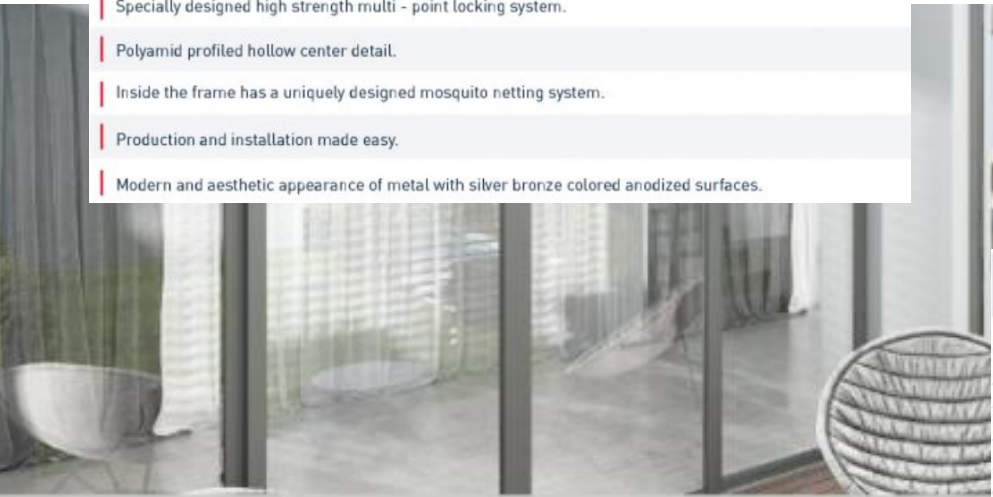 Specially designed high strength multi - point locking system.
Polyamid profiled hollow center detail.
Inside the frame has a uniquely designed mosquito netting system.
Production and installation made easy.
Modern and aesthetic appearance of metal with silver bronze colored anodized surfaces.